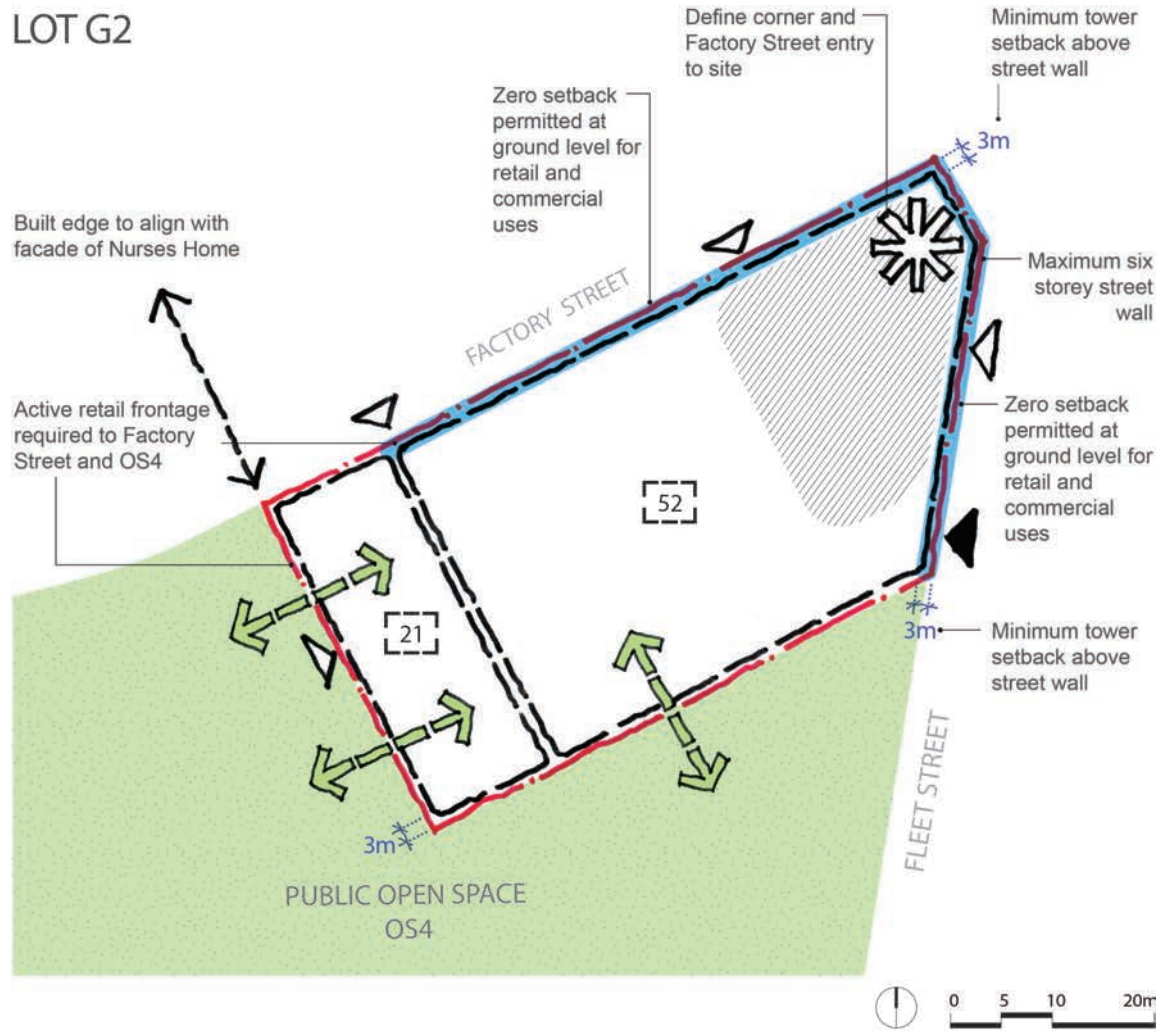 LOT G2
Define corner and
Factory Street entry
to site
Minimum tower
setback above
street wall
Zero setback
permitted at
ground level for
retail and
commercial
uses
3m
Built edge to align with
facade of Nurses Home
Maximum six
storey street
wall
FACTORY STREET
Active retail frontage
required to Factory
Street and OS4
Zero setback
permitted at
ground level for
retail and
commercial
uses
52
21
3m
Minimum tower
setback above
street wall
3m
FLEET STREET
PUBLIC OPEN SPACE
OS4
0 5 10 20m